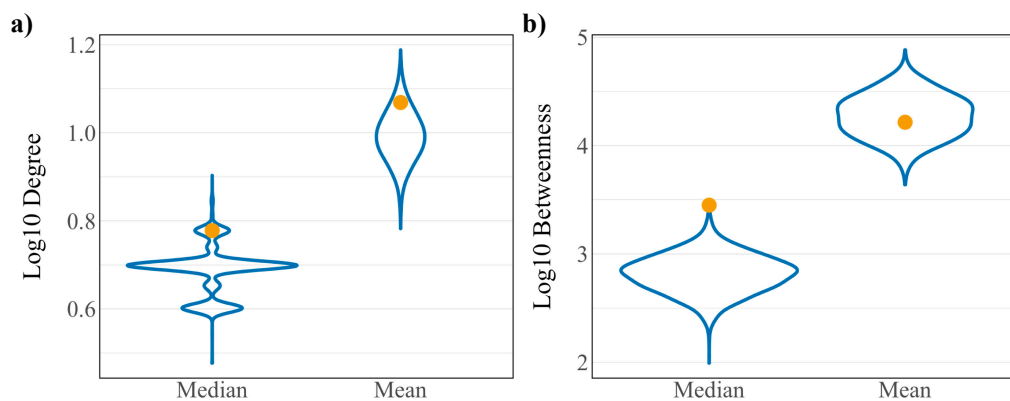 a)
Log10 Degree
1.2
1.0
0.8
0.6
Median
Mean
b)
Log10 Betweenness
5
4
3
2
Median
Mean